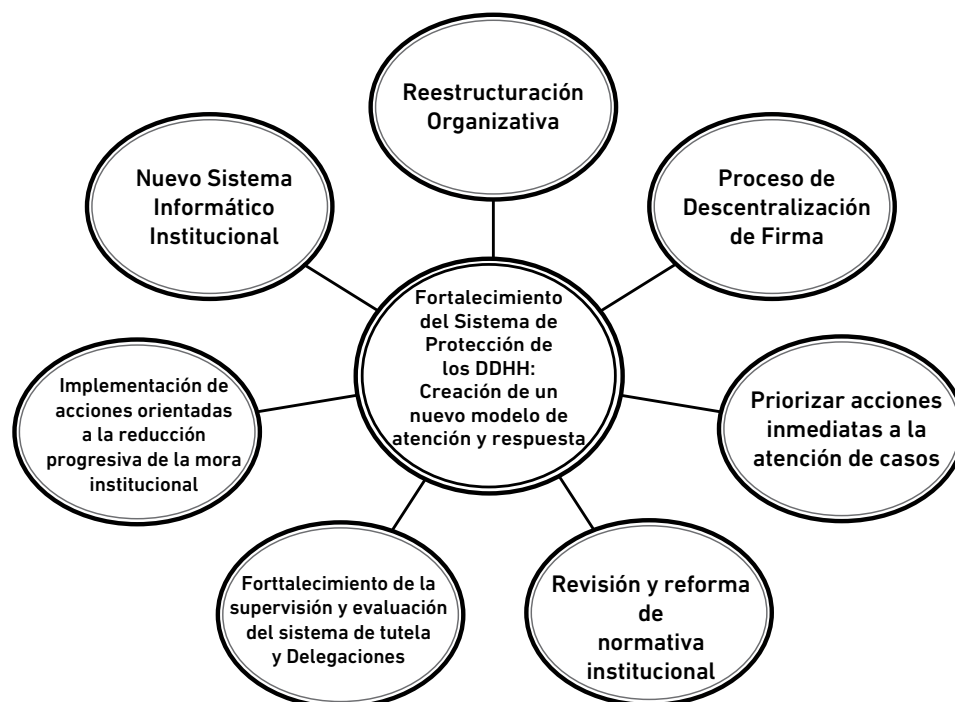 Reestructuración
Organizativa
Nuevo Sistema
Informático
Institucional
Proceso de
Descentralización
de Firma
Fortalecimiento
del Sistema de
Protección de
los DDHH:
Creación de un
nuevo modelo de
atención y respuesta
Implementación de
acciones orientadas
a la reducción
progresiva de la mora
institucional
Priorizar acciones
inmediatas a la
atención de casos
Forttalecimiento de la
supervisión y evaluación
del sistema de tutela
y Delegaciones
Revisión y reforma
de
normativa
institucional